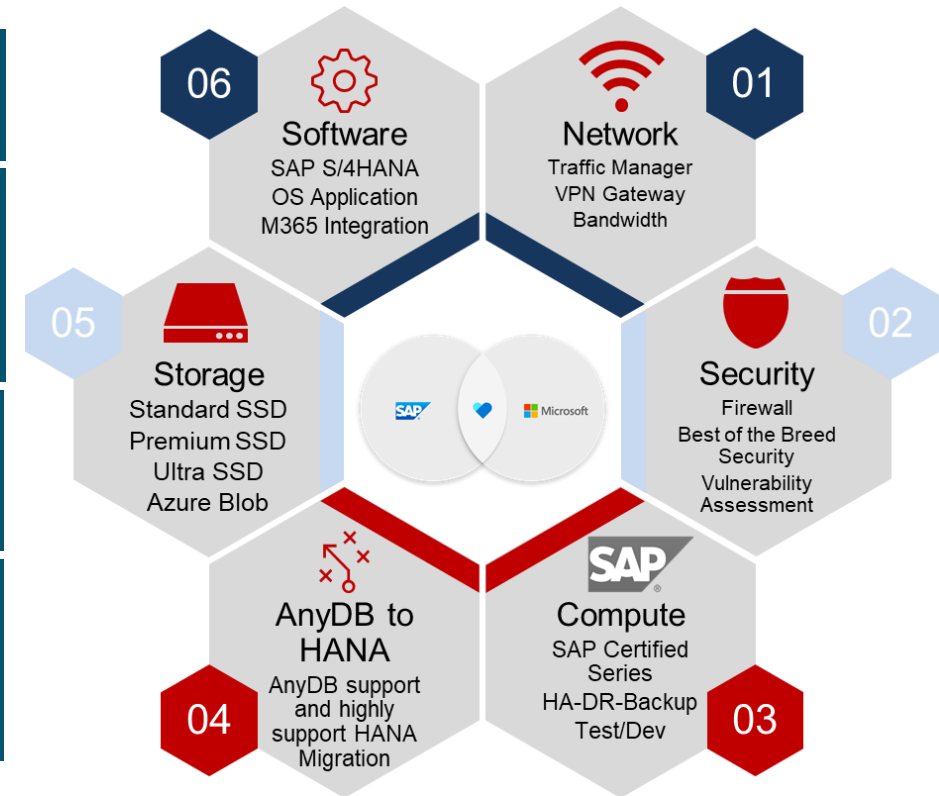 01
Network
Traffic Manager
VPN Gateway
Bandwidth
02
Security
Firewall
Best of the Breed
Security
Vulnerability
Assessment
03
SAP
®
Compute
SAP Certified
Series
HA-DR-Backup
Test/Dev
04
AnyDB to
HANA
AnyDB support
and highly
support HANA
Migration
05
Storage
Standard SSD
Premium SSD
Ultra SSD
Azure Blob
06
Software
SAP S/4HANA
OS Application
M365 Integration
SAP
Microsoft